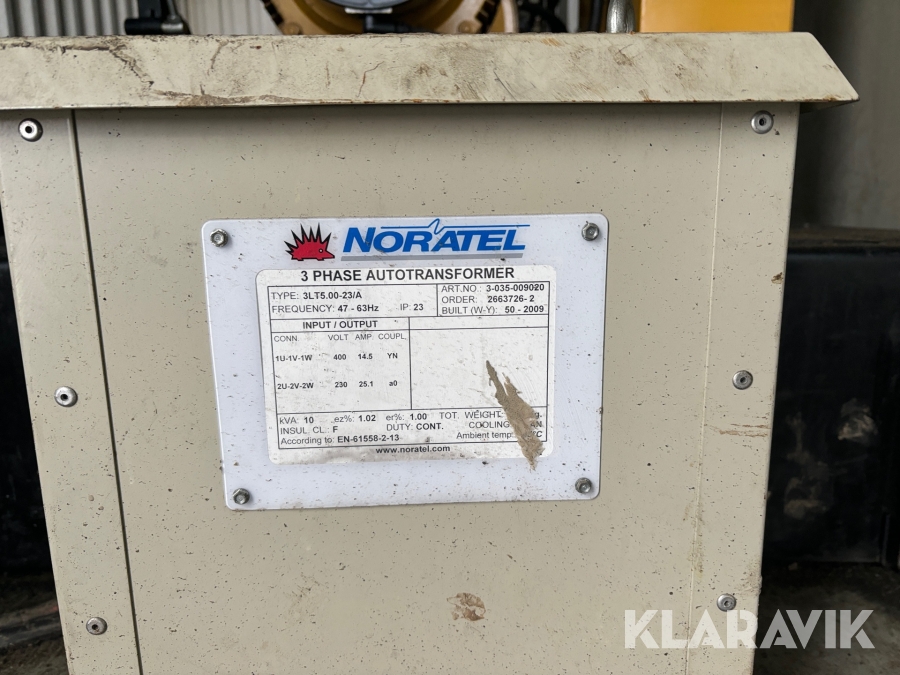 NORATEL
3 PHASE AUTOTRANSFORMER
TYPE: 3LT5.00-23/A
FREQUENCY: 47 - 63Hz IP: 23
ART.NO.: 3-035-009020
ORDER: 2663726- 2
BUILT (W-Y): 50 - 2009
INPUT / OUTPUT
CONN. VOLT AMP. COUPL.
1U-1V-1W 400 14.5 YN
2U-2V-2W 230 25.1 a0
kVA: 10 ez%: 1.02 er%: 1.00 TOT. WEIGHT:
INSUL. CL.: F DUTY: CONT. COOLING:
According to: EN-61558-2-13 Ambient temp.:
www.noratel.com
KLARAVIK